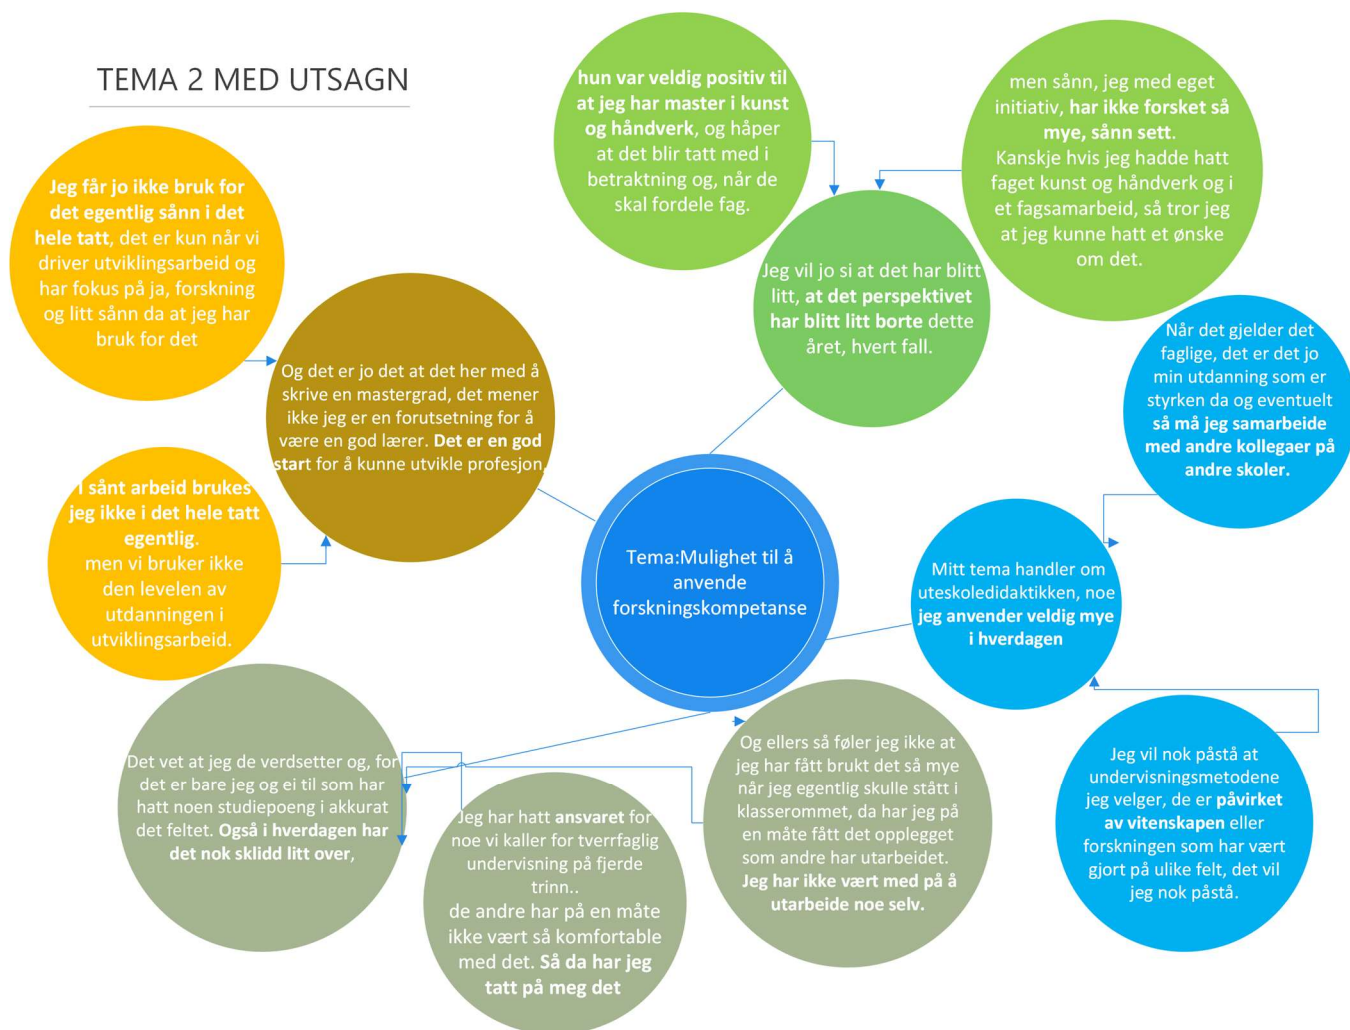 TEMA 2 MED UTSAGN
hun var veldig positiv til
at jeg har master i kunst
og håndverk, og håper
at det blir tatt med i
betraktning og, når de
skal fordele fag.
men sånn, jeg med eget
initiativ, har ikke forsket så
mye, sånn sett.
Kanskje hvis jeg hadde hatt
faget kunst og håndverk og i
et fagsamarbeid, så tror jeg
at jeg kunne hatt et ønske
om det.
Jeg vil jo si at det har blitt
litt, at det perspektivet
har blitt litt borte dette
året, hvert fall.
Jeg får jo ikke bruk for
det egentlig sånn i det
hele tatt, det er kun når vi
driver utviklingsarbeid og
har fokus på ja, forskning
og litt sånn da at jeg har
bruk for det
Og det er jo det at det her med å
skrive en mastergrad, det mener
ikke jeg er en forutsetning for å
være en god lærer. Det er en god
start for å kunne utvikle profesjon,
I sånt arbeid brukes
jeg ikke i det hele tatt
egentlig.
men vi bruker ikke
den levelen av
utdanningen i
utviklingsarbeid.
Tema:Mulighet til å
anvende
forskningskompetanse
Når det gjelder det
faglige, det er det jo
min utdanning som er
styrken da og eventuelt
så må jeg samarbeide
med andre kollegaer på
andre skoler.
Mitt tema handler om
uteskoledidaktikken, noe
jeg anvender veldig mye
i hverdagen
Jeg vil nok påstå at
undervisningsmetodene
jeg velger, de er påvirket
av vitenskapen eller
forskningen som har vært
gjort på ulike felt, det vil
jeg nok påstå.
Det vet at jeg de verdsetter og, for
det er bare jeg og ei til som har
hatt noen studiepoeng i akkurat
det feltet. Også i hverdagen har
det nok sklidd litt over,
Jeg har hatt ansvaret for
noe vi kaller for tverrfaglig
undervisning på fjerde
trinn..
de andre har på en måte
ikke vært så komfortable
med det. Så da har jeg
tatt på meg det
Og ellers så føler jeg ikke at
jeg har fått brukt det så mye
når jeg egentlig skulle stått i
klasserommet, da har jeg på
en måte fått det opplegget
som andre har utarbeidet.
Jeg har ikke vært med på å
utarbeide noe selv.